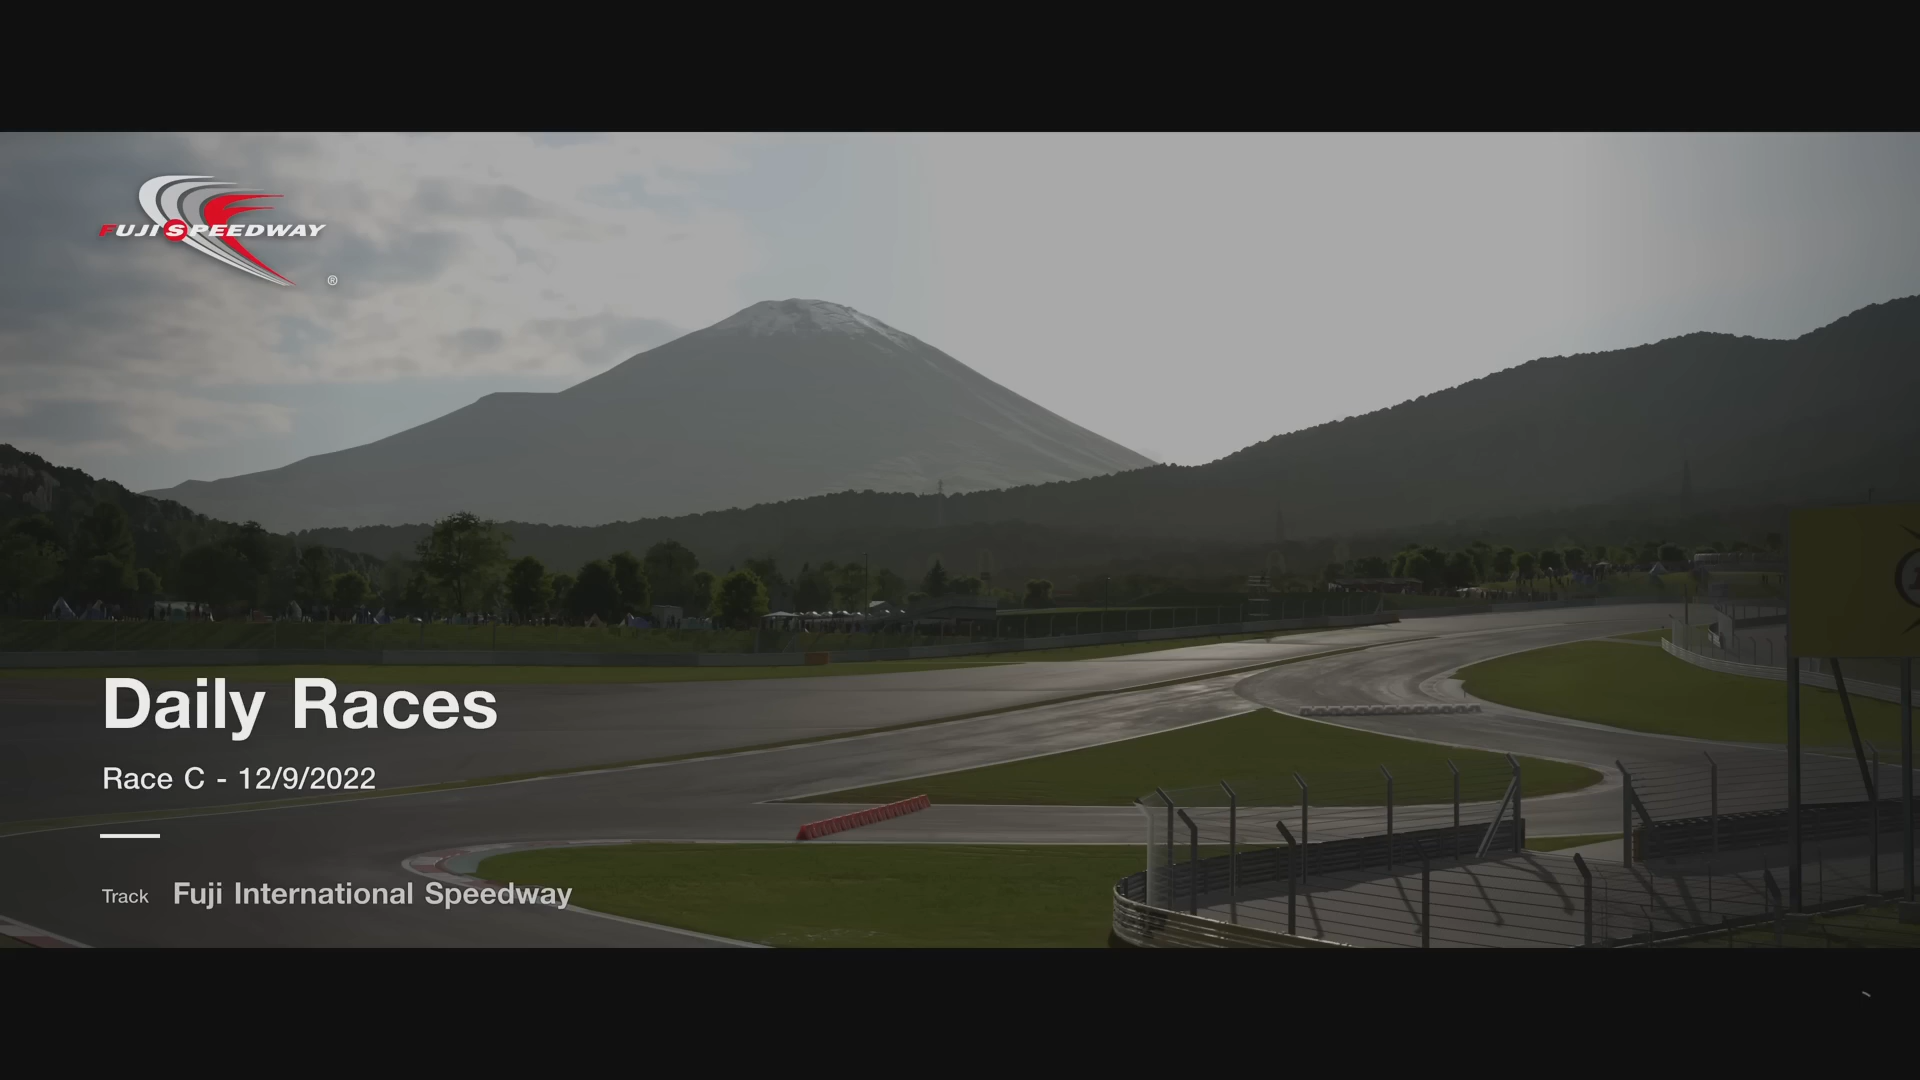 FUJI SPEEDWAY
®
Daily Races
Race C - 12/9/2022
Track Fuji International Speedway